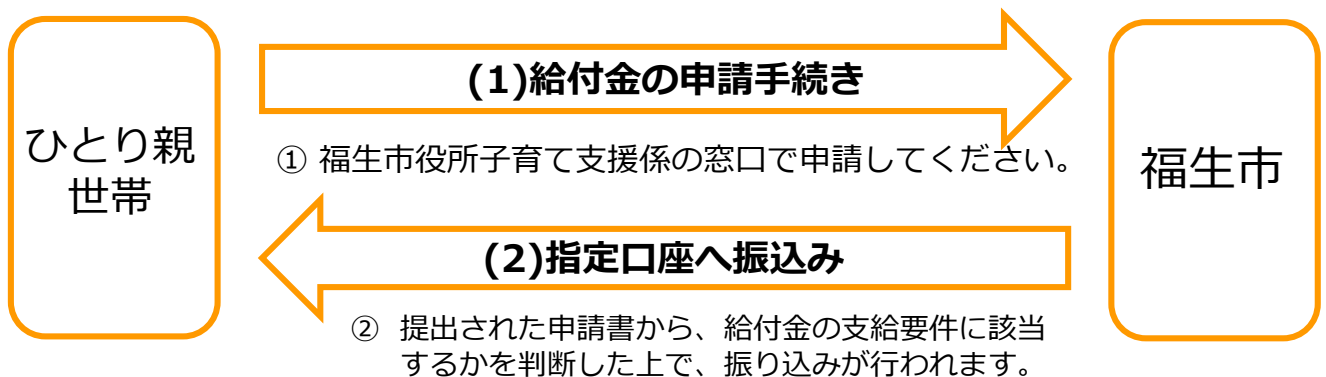 ひとり親
世帯
(1)給付金の申請手続き
① 福生市役所子育て支援係の窓口で申請してください。
(2)指定口座へ振込み
② 提出された申請書から、給付金の支給要件に該当
するかを判断した上で、振り込みが行われます。
福生市